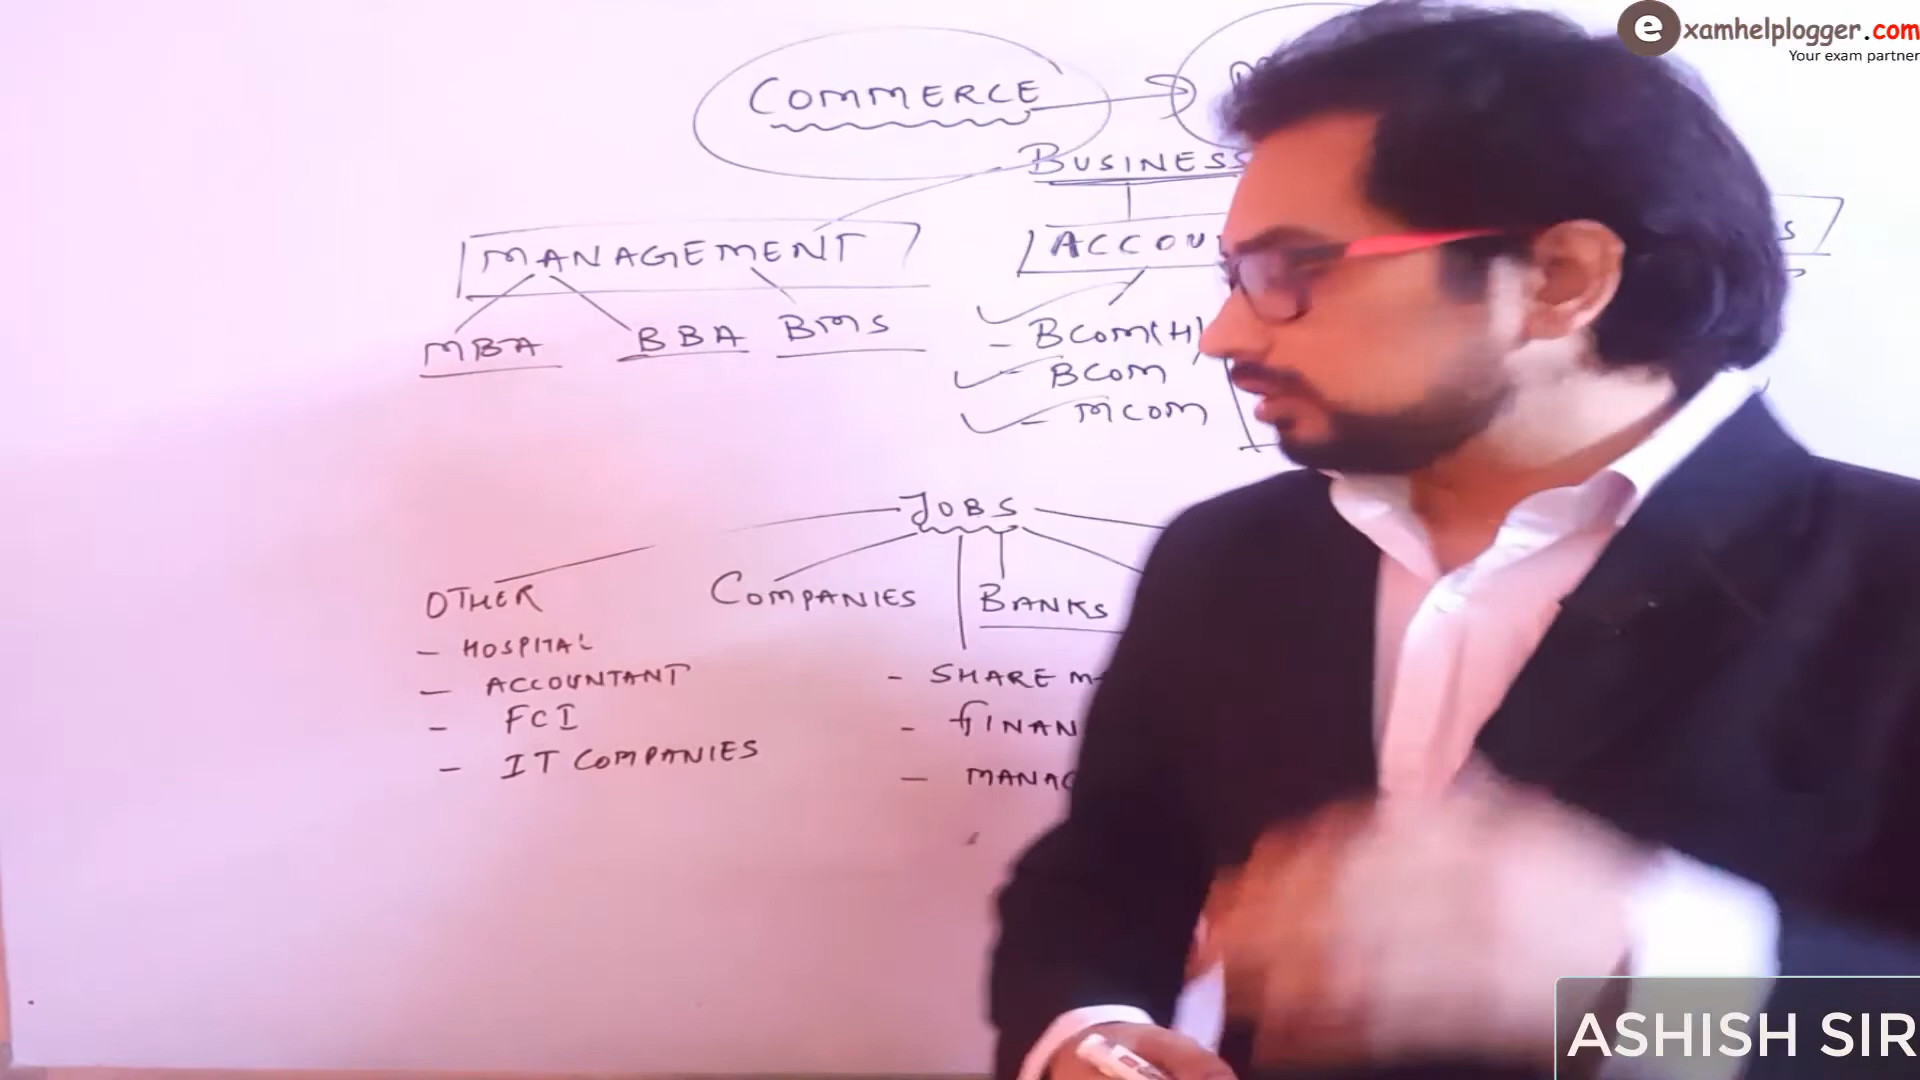 examhelplogger.com
Your exam partner
COMMERCE
BUSINESS
MANAGEMENT
MBA BBA BMS
- BCOM(H)
BCOM
- MCOM
JOBS
OTHER
- HOSPITAL
- ACCOUNTANT
- FCI
- IT COMPANIES
COMPANIES
BANKS
- SHARE
ASHISH SIR